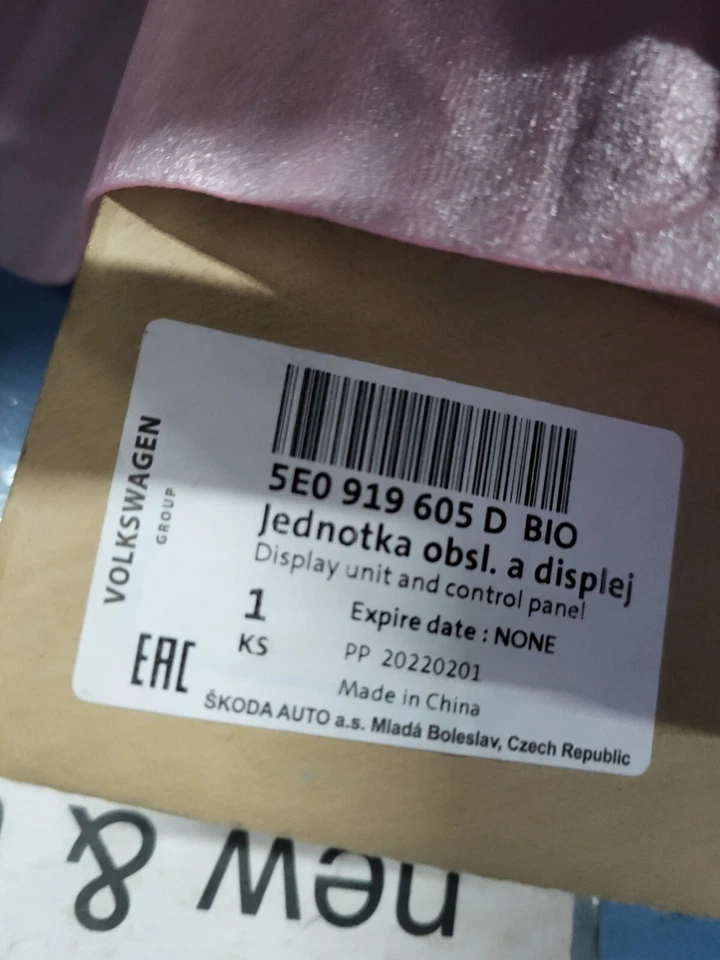 VOLKSWAGEN
GROUP
5E0 919 605 D BIO
Jednotka obsl. a displej
Display unit and control panel
1
KS
Expire date : NONE
PP 20220201
Made in China
EAC
ŠKODA AUTO a.s. Mladá Boleslav, Czech Republic
new &